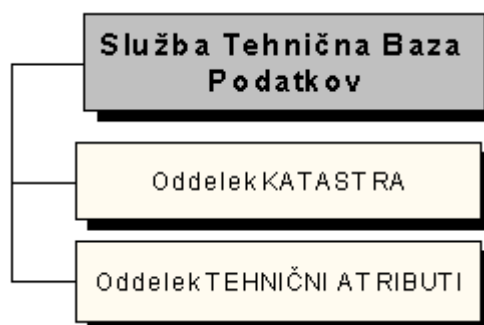 Služba Tehnična Baza
Podatkov
Oddelek KATASTRA
Oddelek TEHNIČNI ATRIBUTI